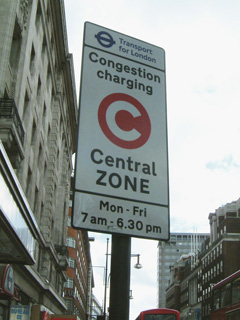 Transport
for London
Congestion
charging
C
Central
ZONE
Mon - Fri
7 am - 6.30 pm